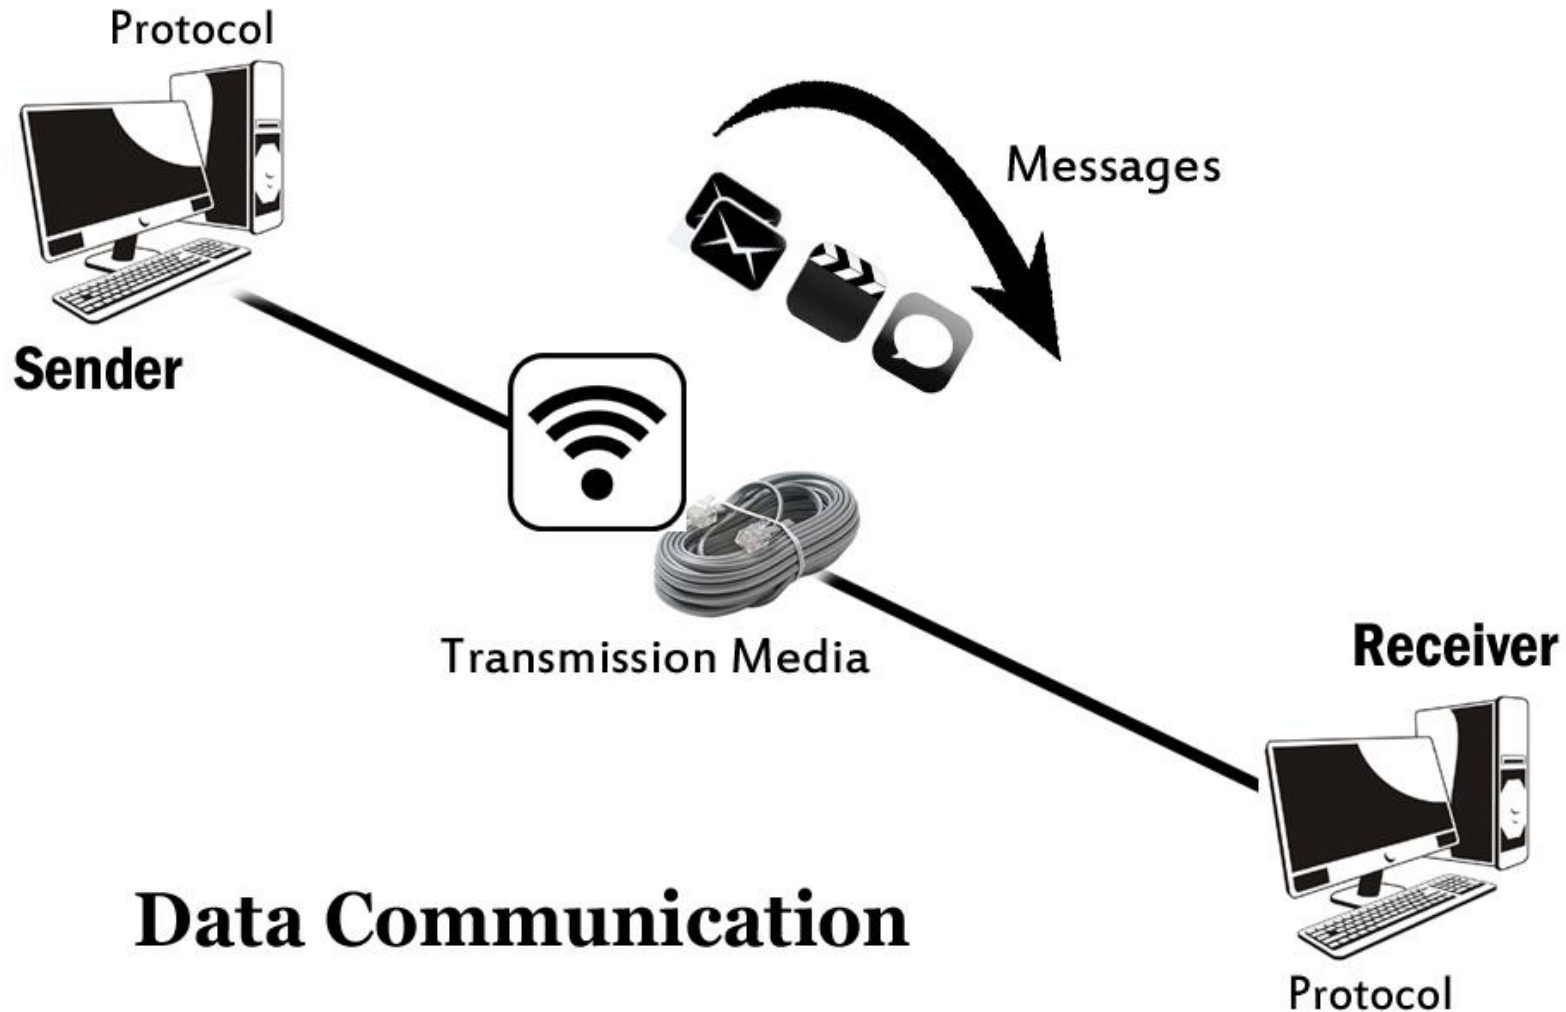 Protocol
Messages
Sender
Transmission Media
Receiver
Data Communication
Protocol